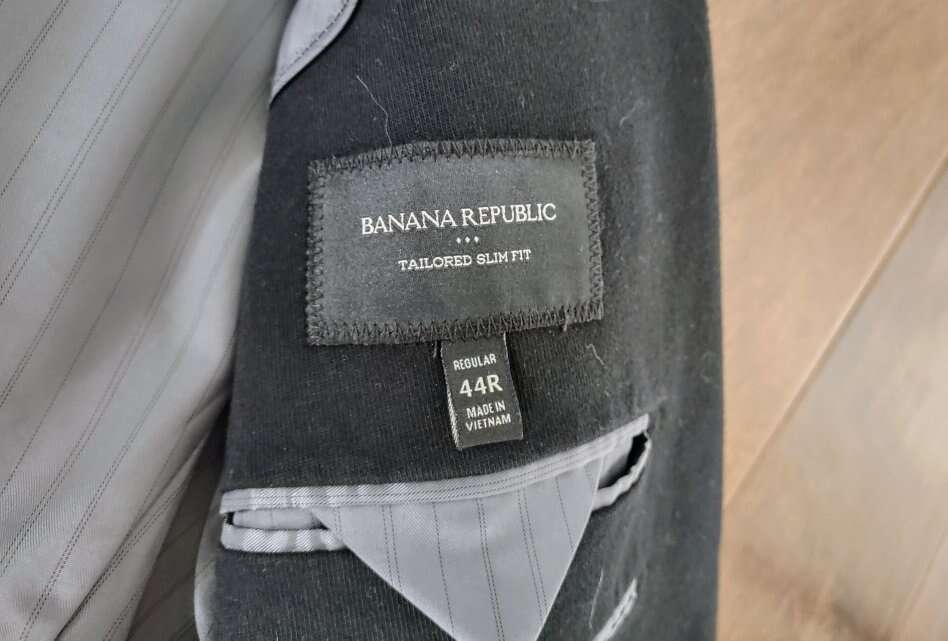 BANANA REPUBLIC
TAILORED SLIM FIT
REGULAR
44R
MADE IN
VIETNAM